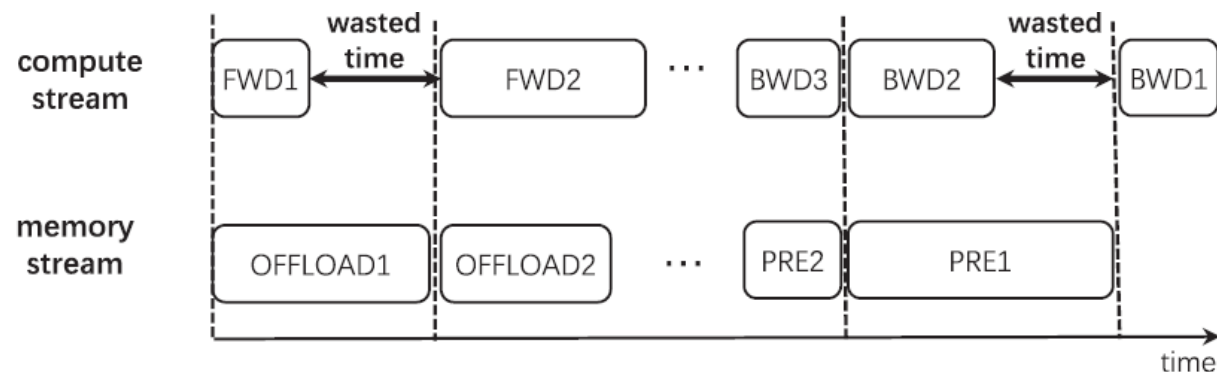 wasted
time
wasted
time
compute
stream
FWD1
FWD2
...
BWD3
BWD2
BWD1
memory
stream
OFFLOAD1
OFFLOAD2
...
PRE2
PRE1
time